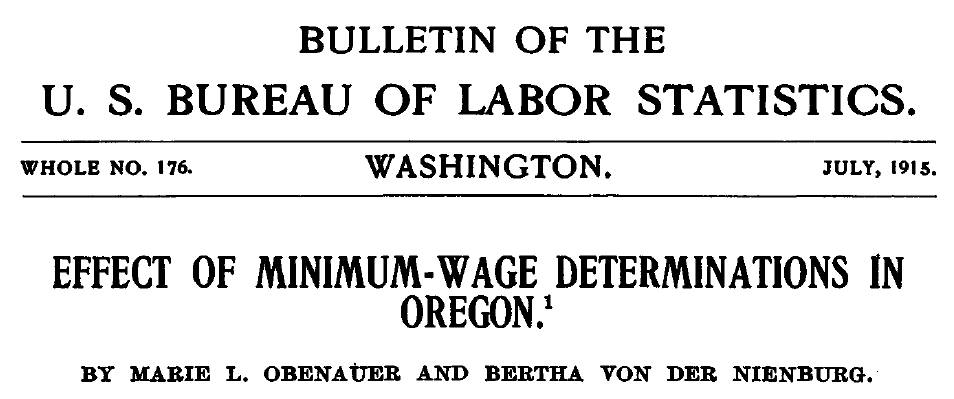 BULLETIN OF THE
U. S. BUREAU OF LABOR STATISTICS.
WHOLE NO. 176. WASHINGTON. JULY, 1915.
EFFECT OF MINIMUM-WAGE DETERMINATIONS IN
OREGON.¹
BY MARIE L. OBENAUER AND BERTHA VON DER NIENBURG.